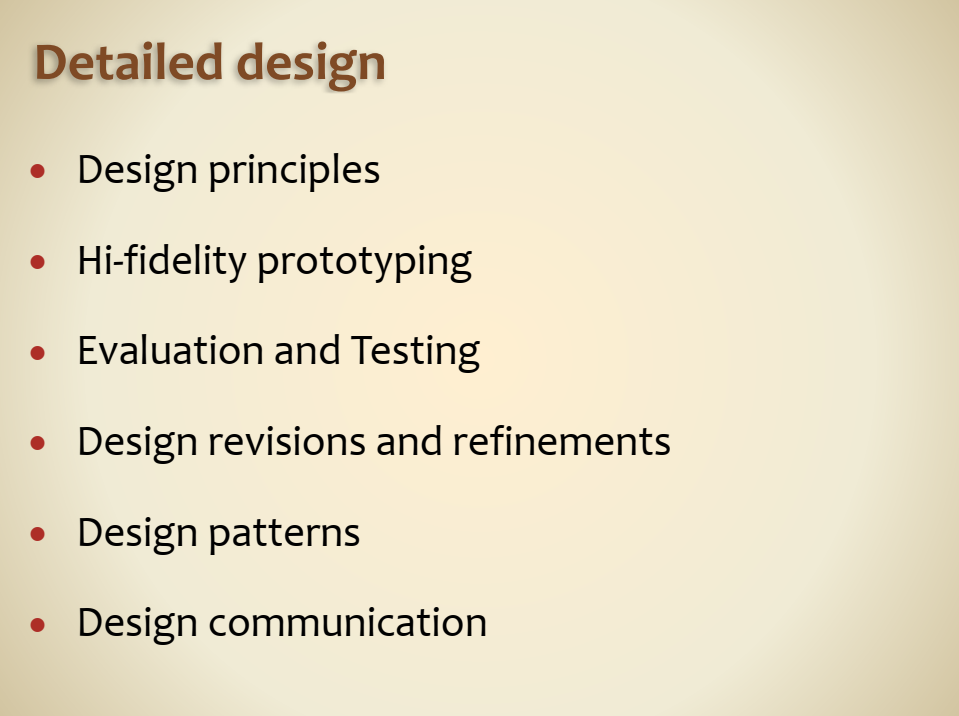 Detailed design
• Design principles
• Hi-fidelity prototyping
• Evaluation and Testing
• Design revisions and refinements
• Design patterns
• Design communication